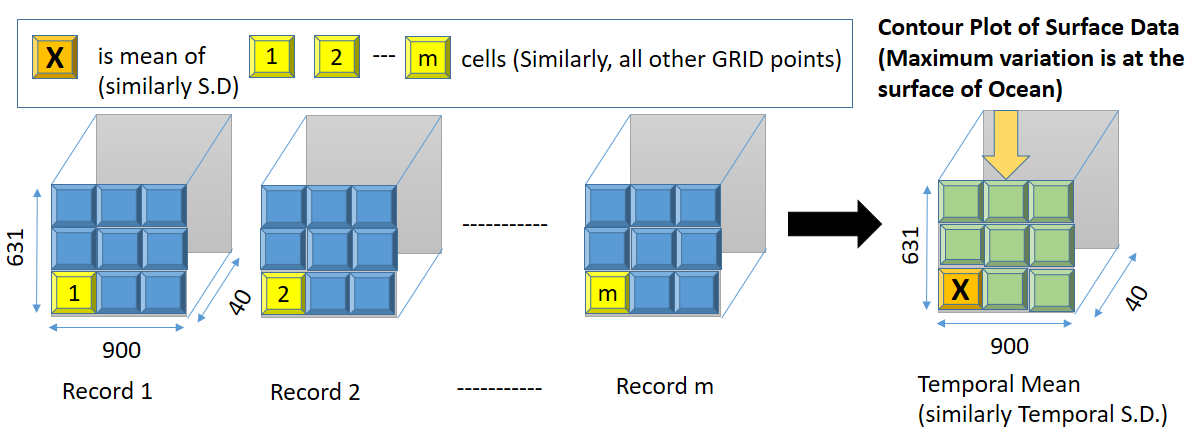 X is mean of 1 2 --- m cells (Similarly, all other GRID points)
(similarly S.D)
Contour Plot of Surface Data
(Maximum variation is at the
surface of Ocean)
631
1
40
900
Record 1
2
Record 2
-----------
-----------
m
Record m
631
X
40
900
Temporal Mean
(similarly Temporal S.D.)